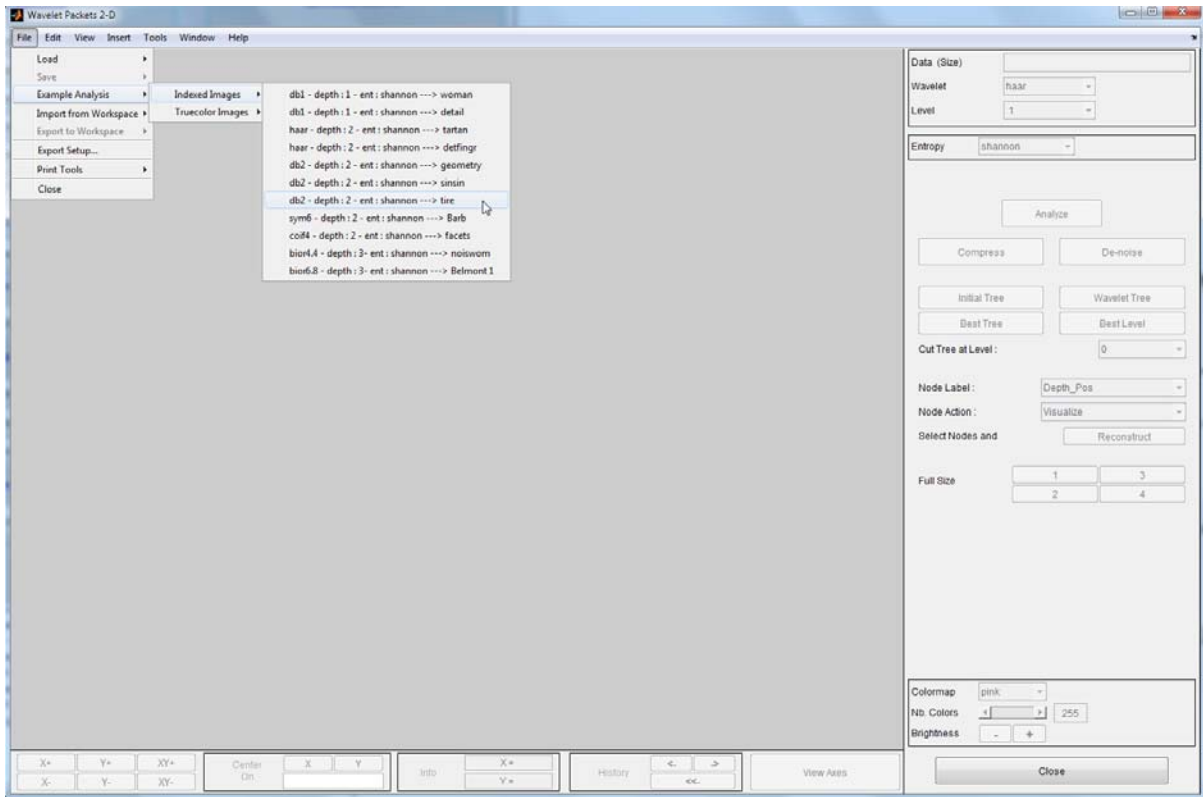 Wavelet Packets 2-D
File Edit View Insert Tools Window Help
Load
Save
Example Analysis
Import from Workspace
Export to Workspace
Export Setup...
Print Tools
Close
Indexed Images
Truecolor Images
db1 - depth : 1 - ent : shannon ---> woman
db1 - depth : 1 - ent : shannon ---> detail
haar - depth : 2 - ent : shannon ---> tartan
haar - depth : 2 - ent : shannon ---> detfingr
db2 - depth : 2 - ent : shannon ---> geometry
db2 - depth : 2 - ent : shannon ---> sinsin
db2 - depth : 2 - ent : shannon ---> tire
sym6 - depth : 2 - ent : shannon ---> Barb
coif4 - depth : 2 - ent : shannon ---> facets
bior4.4 - depth : 3- ent : shannon ---> noiswom
bior6.8 - depth : 3- ent : shannon ---> Belmont 1
Data (Size)
Wavelet haar
Level 1
Entropy shannon
Analyze
Compress De-noise
Initial Tree Wavelet Tree
Best Tree Best Level
Cut Tree at Level : 0
Node Label : Depth_Pos
Node Action : Visualize
Select Nodes and Reconstruct
Full Size 1 3
2 4
Colormap pink
Nb. Colors 255
Brightness - +
Close
X+ Y+ XY+ Center On X Y Info X = History <- -> View Axes
X- Y- XY- Y = <<-